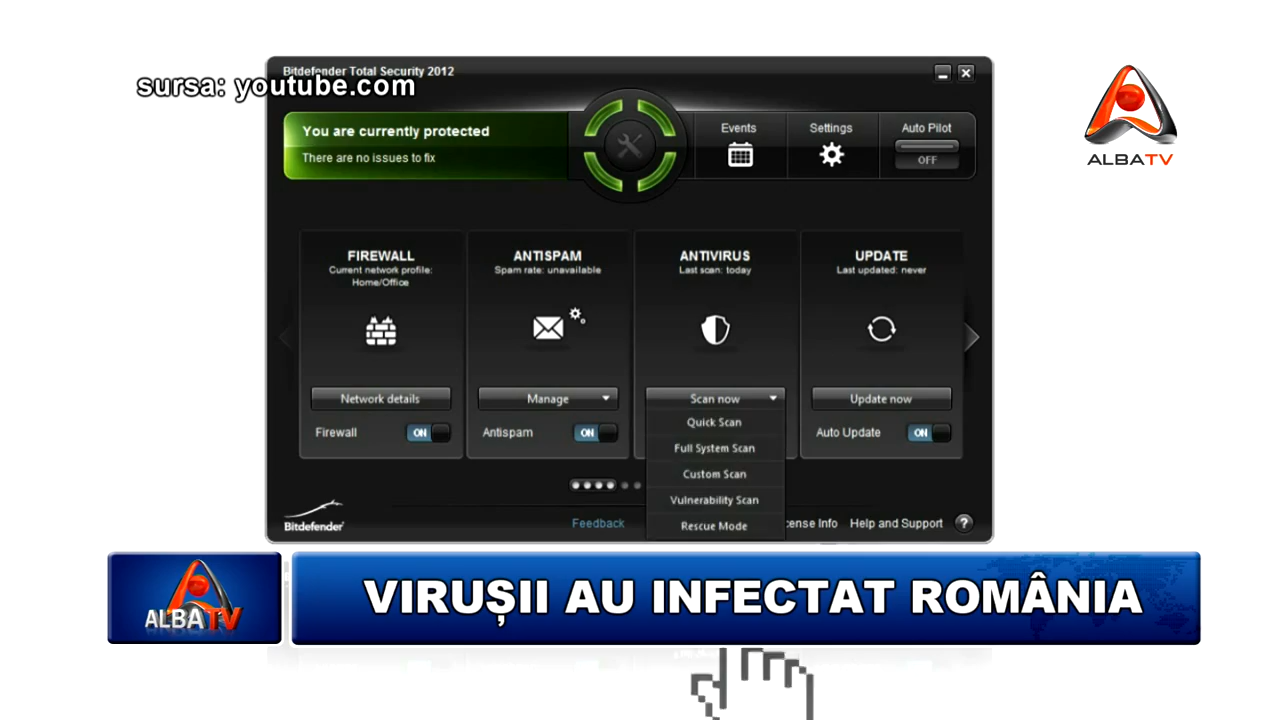 Bitdefender Total Security 2012
sursa: youtube.com
ALBATV
You are currently protected
There are no issues to fix
Events
Settings
Auto Pilot
OFF
FIREWALL
Current network profile:
Home/Office
Network details
Firewall ON
ANTISPAM
Spam rate: unavailable
Manage
Antispam ON
ANTIVIRUS
Last scan: today
Scan now
Quick Scan
Full System Scan
Custom Scan
Vulnerability Scan
Rescue Mode
UPDATE
Last updated: never
Update now
Auto Update ON
Bitdefender
Feedback
Info Help and Support ?
ALBATV
VIRUȘII AU INFECTAT ROMÂNIA